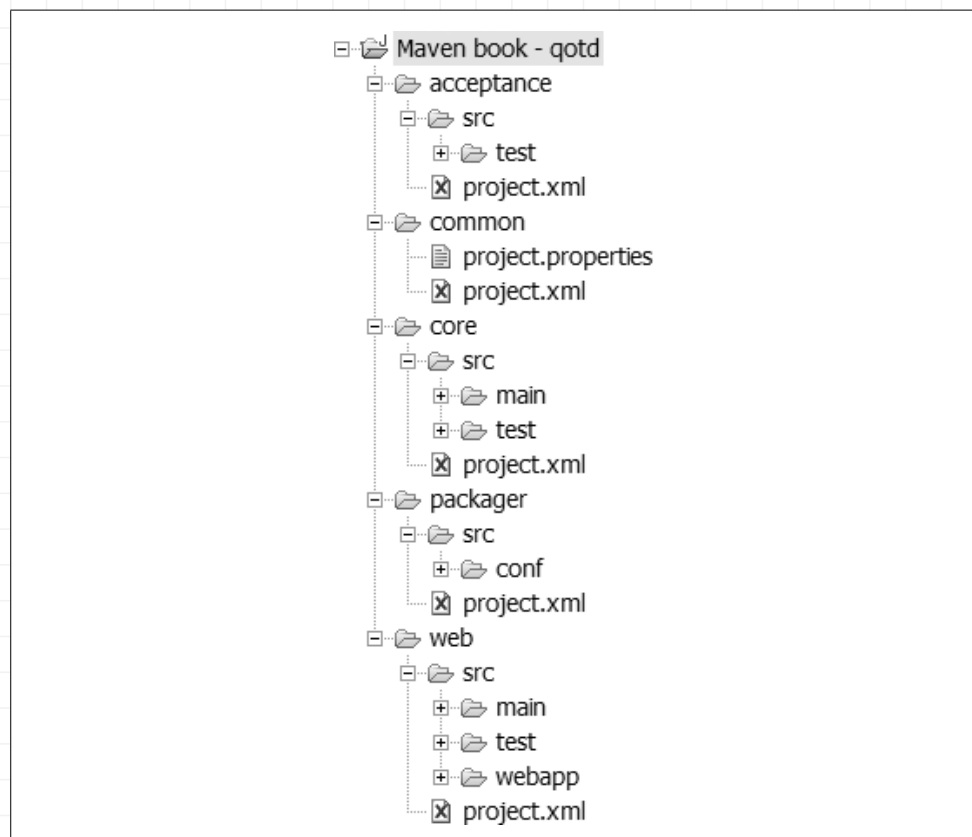 Maven book - qotd
acceptance
src
test
project.xml
common
project.properties
project.xml
core
src
main
test
project.xml
packager
src
conf
project.xml
web
src
main
test
webapp
project.xml